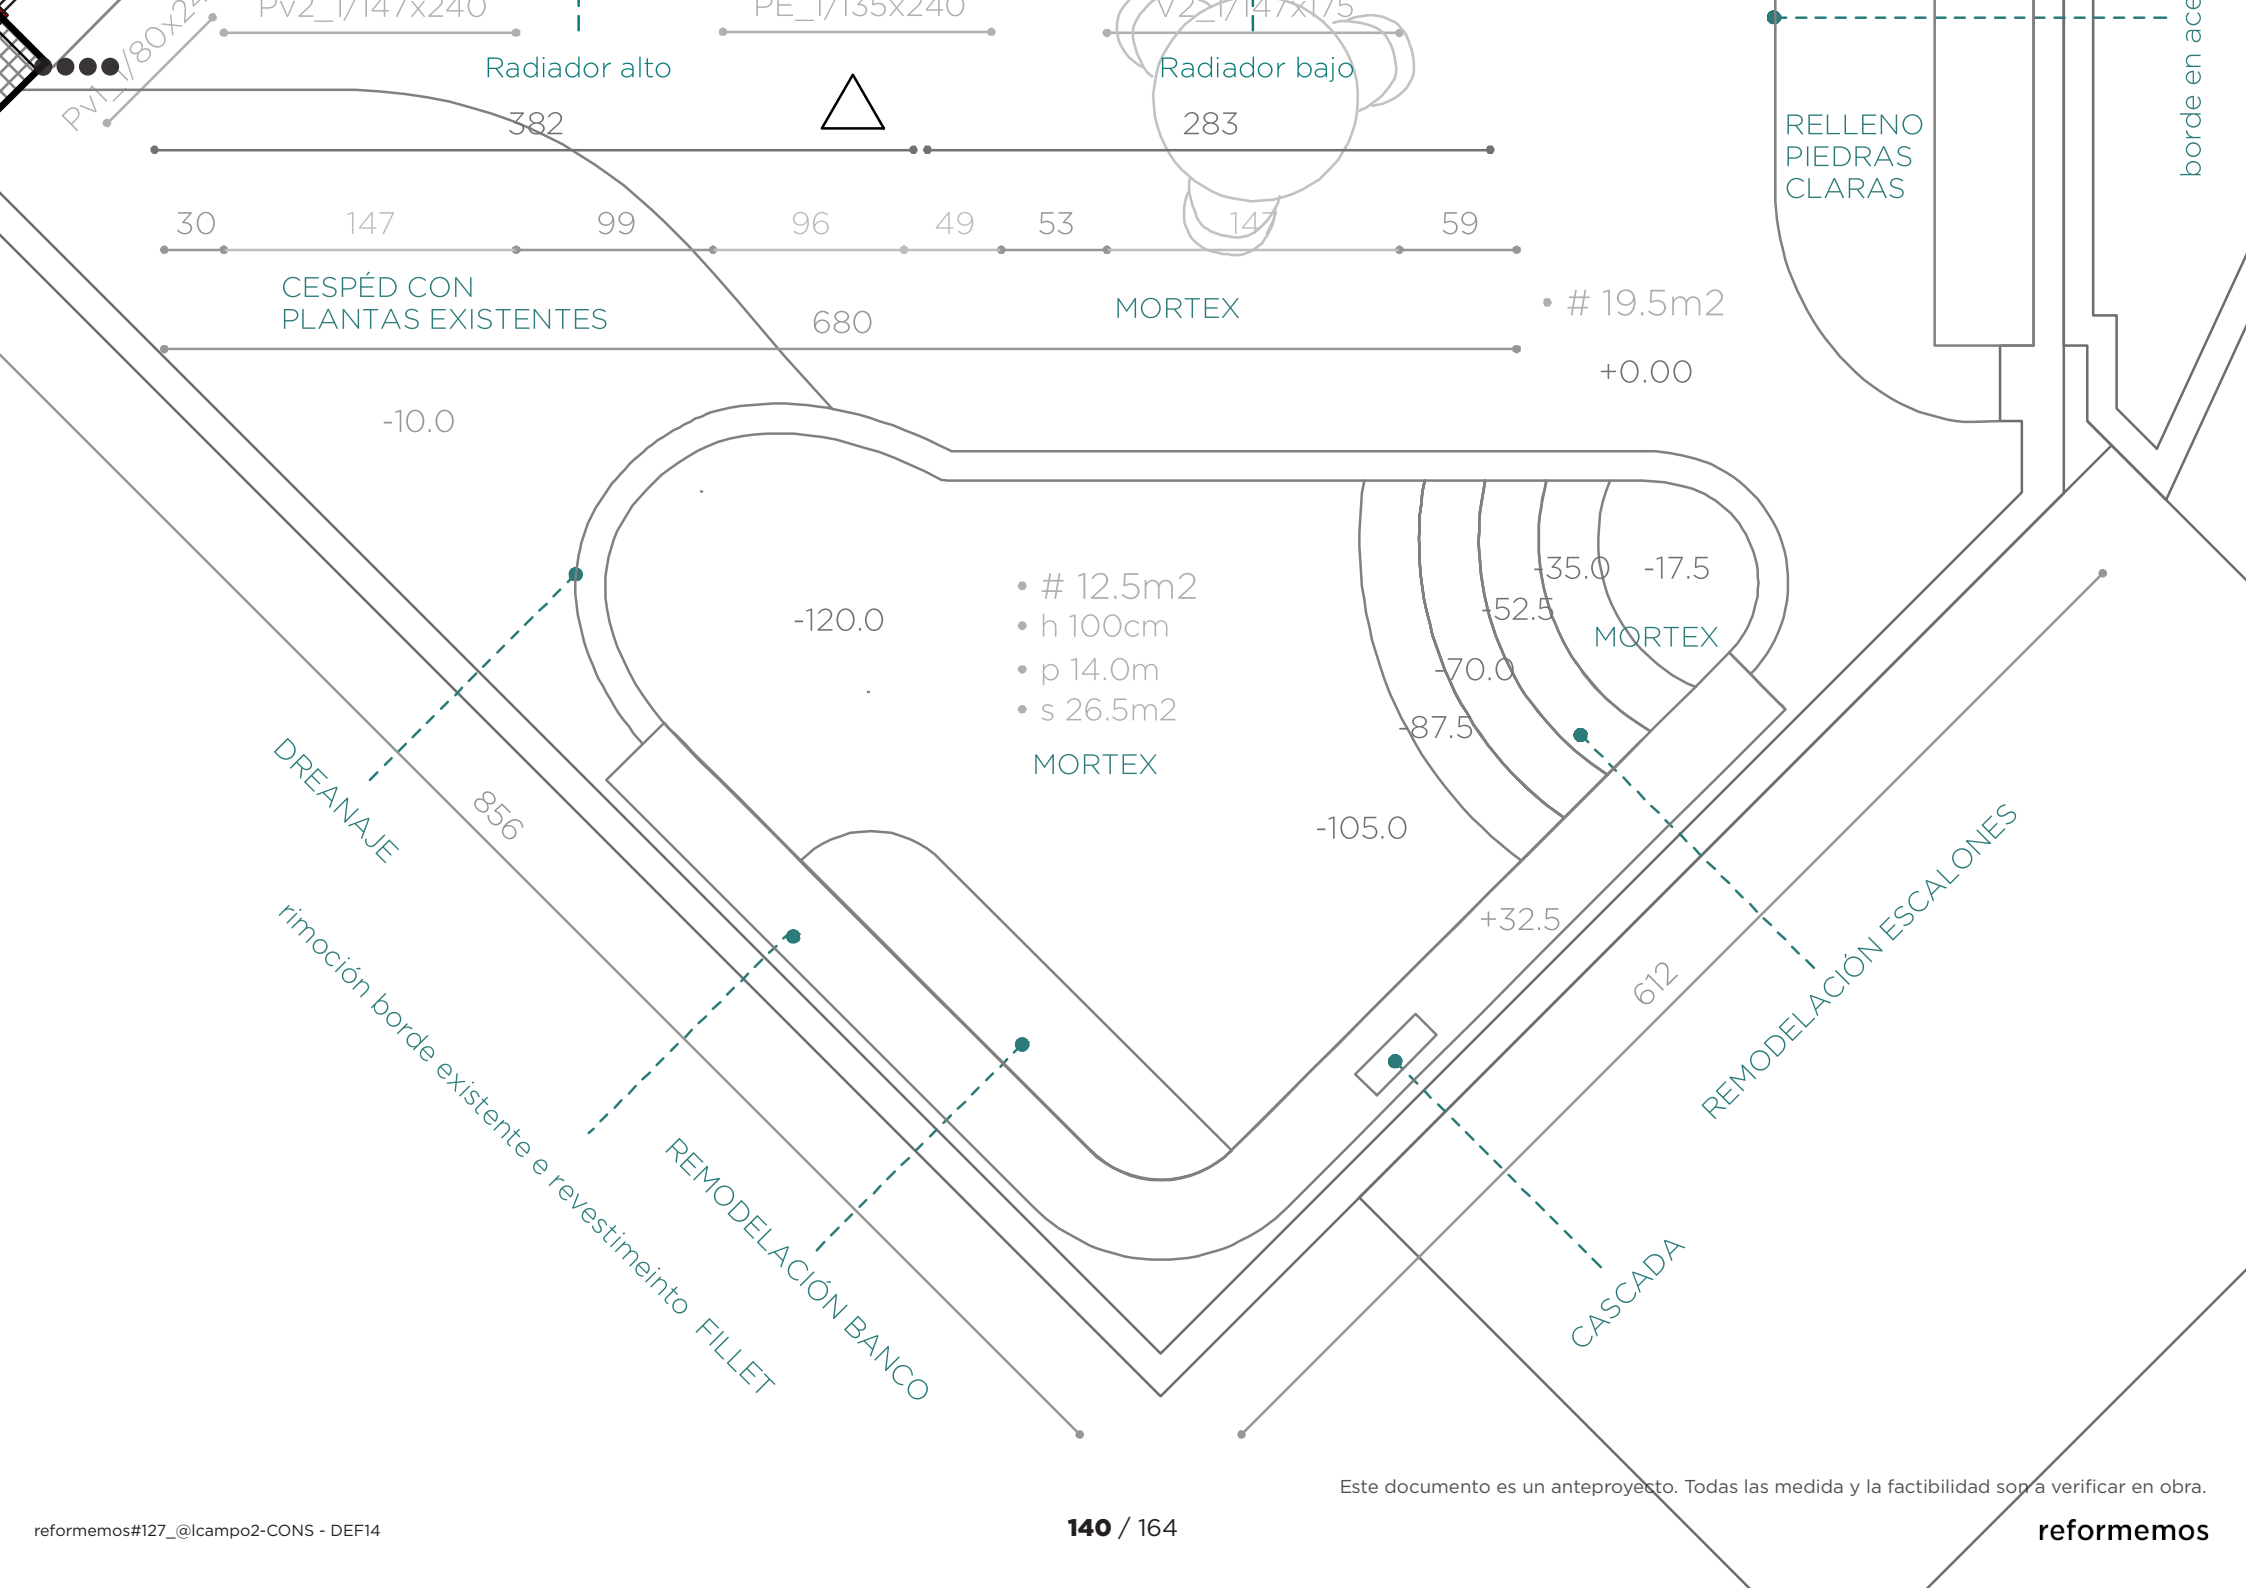 Pv2_1/147x240
PE_1/135x240
V2_1/147x175
Pv1_1/80x24
Radiador alto
Radiador bajo
borde en ace
382
283
RELLENO
PIEDRAS
CLARAS
30
147
99
96
49
53
147
59
CESPÉD CON
PLANTAS EXISTENTES
680
MORTEX
# 19.5m2
+0.00
-10.0
-120.0
# 12.5m2
h 100cm
p 14.0m
s 26.5m2
MORTEX
-35.0
-17.5
-52.5
MORTEX
-70.0
-87.5
-105.0
+32.5
DREANAJE
856
rimoción borde existente e revestimeinto FILLET
REMODELACIÓN BANCO
REMODELACIÓN ESCALONES
612
CASCADA
Este documento es un anteproyecto. Todas las medida y la factibilidad son a verificar en obra.
reformemos#127_@lcampo2-CONS - DEF14
140 / 164
reformemos